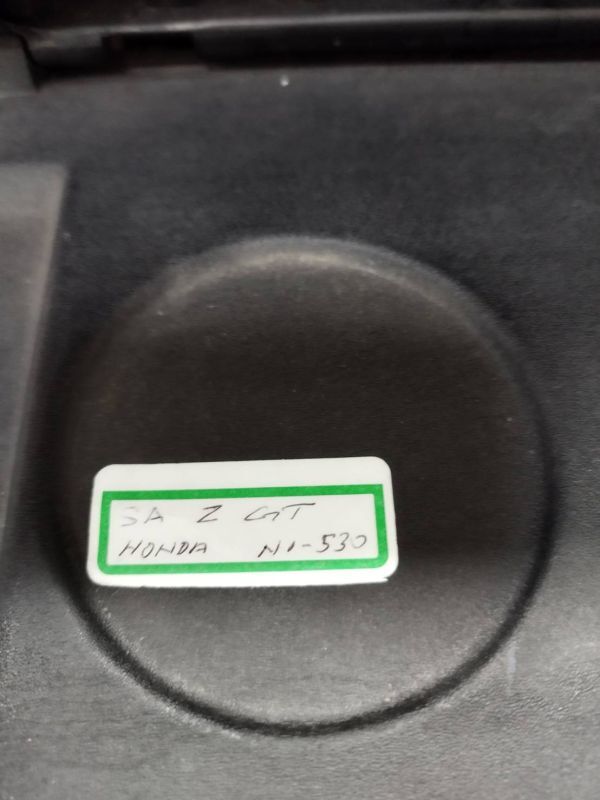 SA Z GT
HONDA N1-530